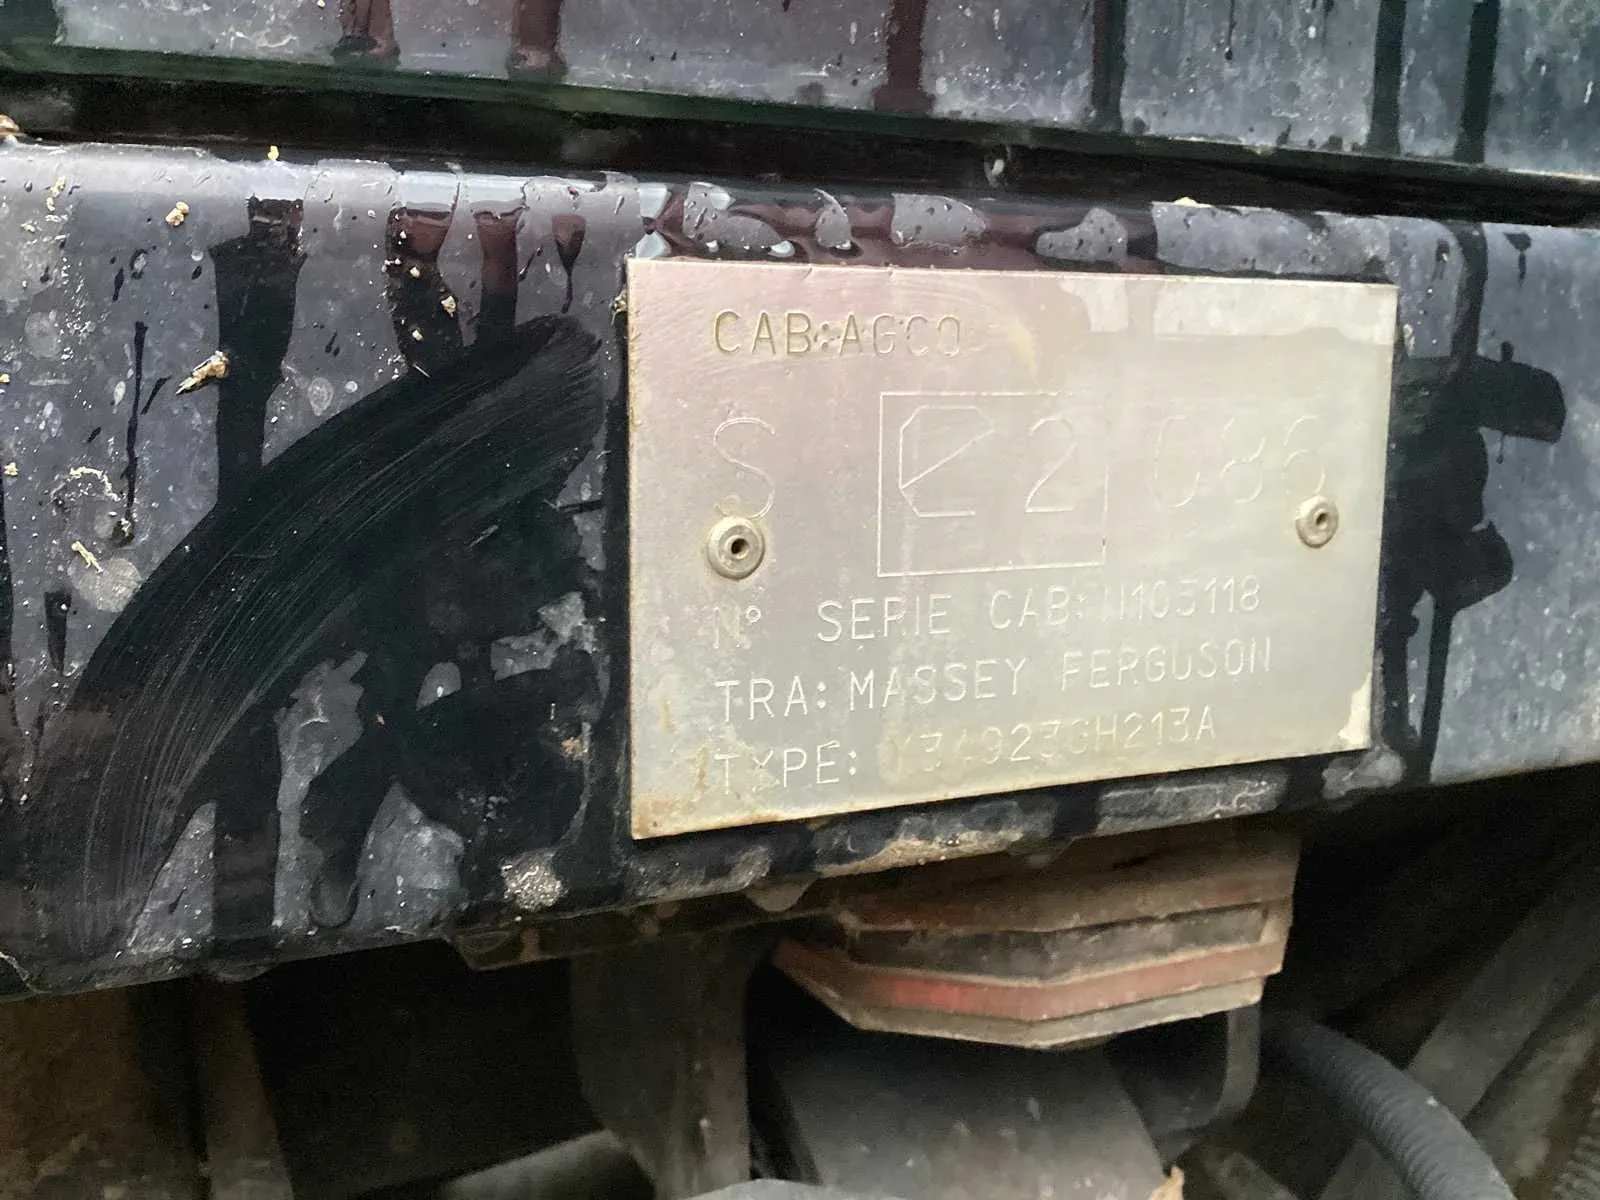 CAB:AGCO
S e2 086
N° SERIE CAB: N105118
TRA: MASSEY FERGUSON
TYPE: